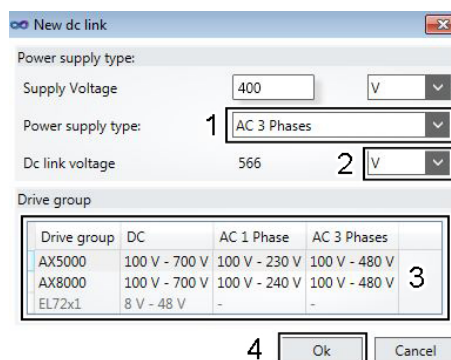 New dc link
Power supply type:
Supply Voltage 400 V
Power supply type: 1 AC 3 Phases
Dc link voltage 566 2 V
Drive group
Drive group DC AC 1 Phase AC 3 Phases
AX5000 100 V - 700 V 100 V - 230 V 100 V - 480 V
AX8000 100 V - 700 V 100 V - 240 V 100 V - 480 V
3
EL72x1 8 V - 48 V - -
4 Ok Cancel